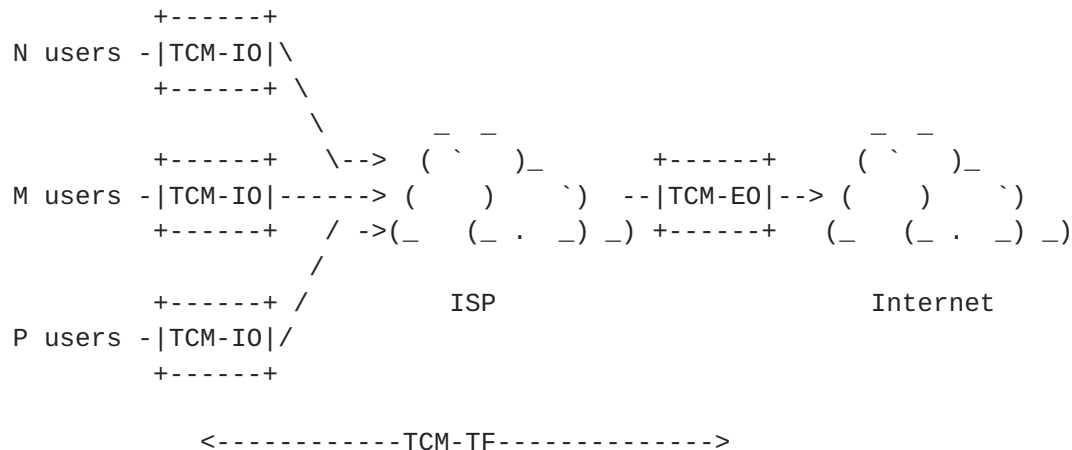 +------+
N users -|TCM-IO|\
         +------+ \
                   \       _  _                        _  _
         +------+   \-->  ( `   )_       +------+     ( `   )_
M users -|TCM-IO|------> (    )    `)  --|TCM-EO|--> (    )    `)
         +------+   / ->(_   (_ .  _) _) +------+   (_   (_ .  _) _)
                   /
         +------+ /         ISP                        Internet
P users -|TCM-IO|/
         +------+

            <------------TCM-TF-------------->